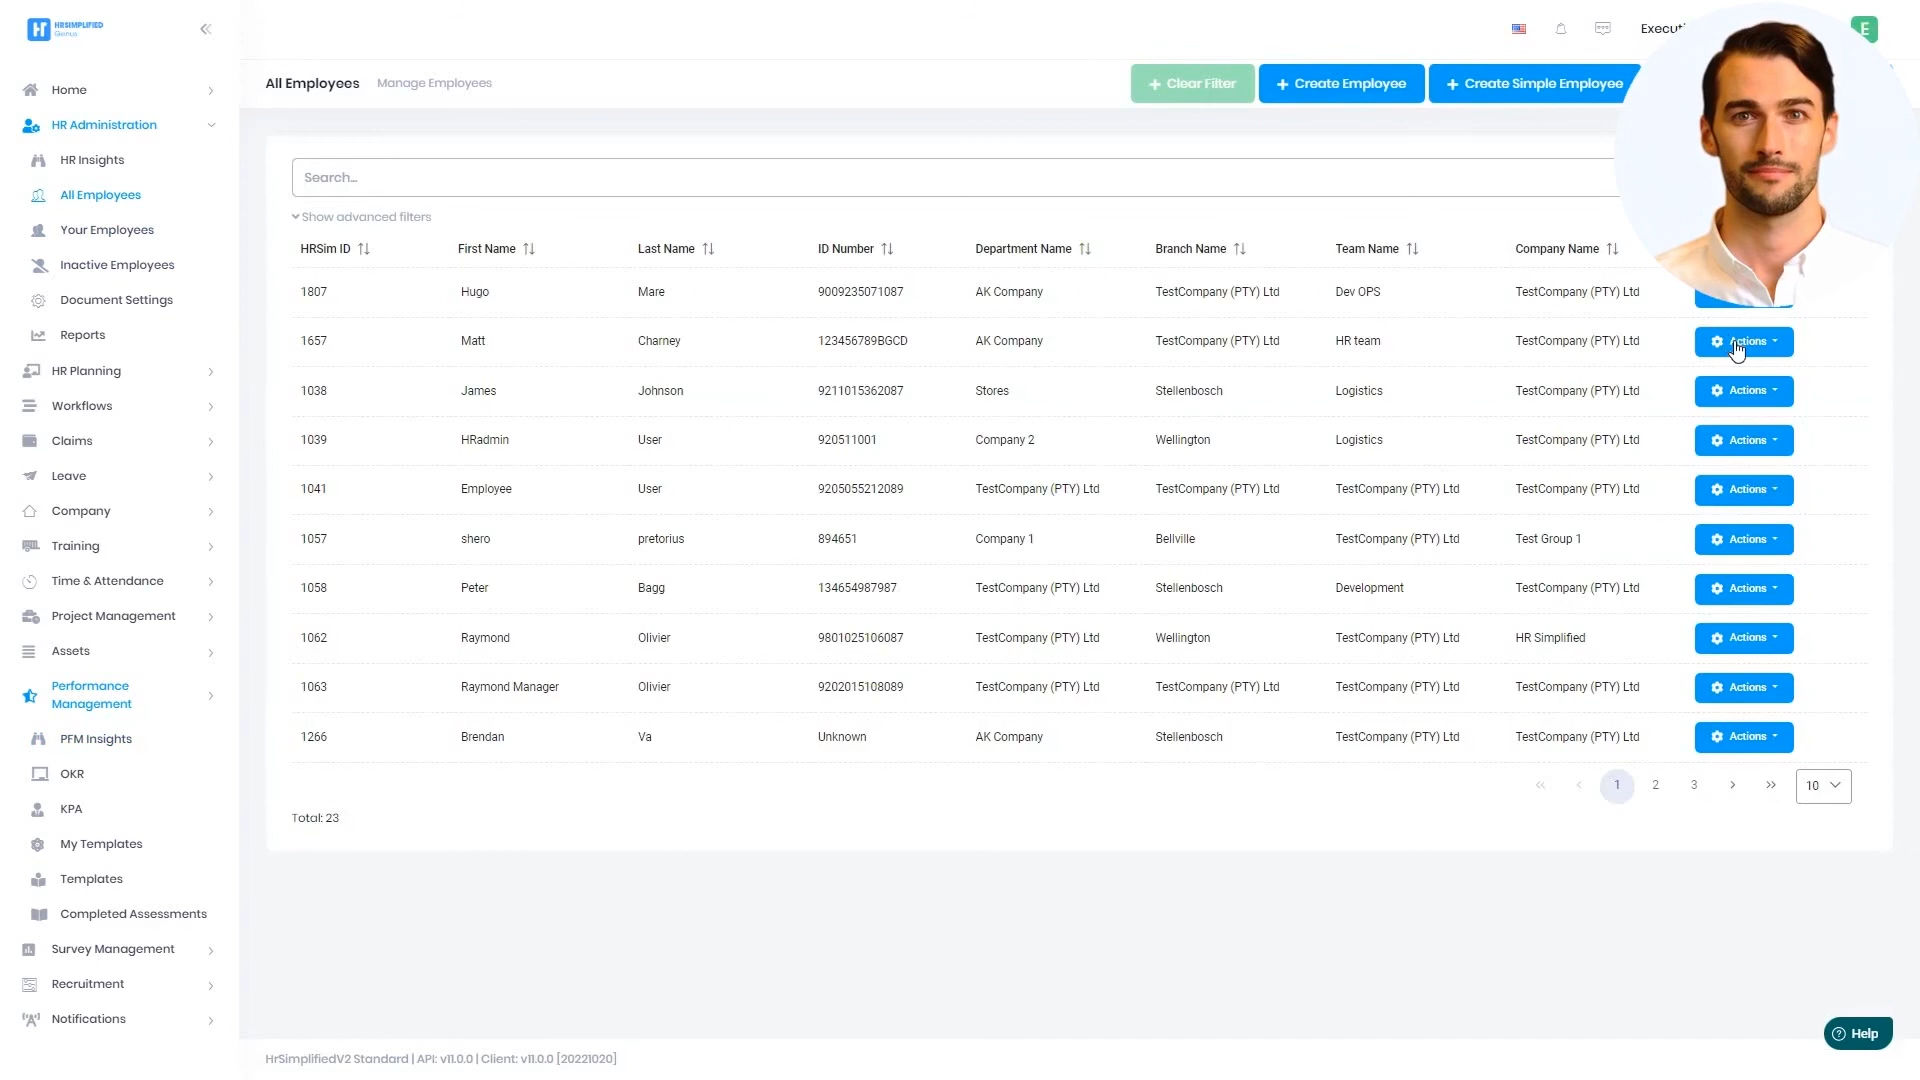 HRSIMPLIFIED
Genus
Home
HR Administration
HR Insights
All Employees
Your Employees
Inactive Employees
Document Settings
Reports
HR Planning
Workflows
Claims
Leave
Company
Training
Time & Attendance
Project Management
Assets
Performance
Management
PFM Insights
OKR
KPA
My Templates
Templates
Completed Assessments
Survey Management
Recruitment
Notifications
E
All Employees Manage Employees + Clear Filter + Create Employee + Create Simple Employee
Search...
Show advanced filters
HRSim ID First Name Last Name ID Number Department Name Branch Name Team Name Company Name
1807 Hugo Mare 9009235071087 AK Company TestCompany (PTY) Ltd Dev OPS TestCompany (PTY) Ltd
1657 Matt Charney 123456789BGCD AK Company TestCompany (PTY) Ltd HR team TestCompany (PTY) Ltd Actions
1038 James Johnson 9211015362087 Stores Stellenbosch Logistics TestCompany (PTY) Ltd Actions
1039 HRadmin User 920511001 Company 2 Wellington Logistics TestCompany (PTY) Ltd Actions
1041 Employee User 9205055212089 TestCompany (PTY) Ltd TestCompany (PTY) Ltd TestCompany (PTY) Ltd TestCompany (PTY) Ltd Actions
1057 shero pretorius 894651 Company 1 Bellville TestCompany (PTY) Ltd Test Group 1 Actions
1058 Peter Bagg 134654987987 TestCompany (PTY) Ltd Stellenbosch Development TestCompany (PTY) Ltd Actions
1062 Raymond Olivier 9801025106087 TestCompany (PTY) Ltd Wellington TestCompany (PTY) Ltd HR Simplified Actions
1063 Raymond Manager Olivier 9202015108089 TestCompany (PTY) Ltd TestCompany (PTY) Ltd TestCompany (PTY) Ltd TestCompany (PTY) Ltd Actions
1266 Brendan Va Unknown AK Company Stellenbosch TestCompany (PTY) Ltd TestCompany (PTY) Ltd Actions
1 2 3 10
Total: 23
Help
HrSimplifiedV2 Standard | API: v11.0.0 | Client: v11.0.0 [20221020]